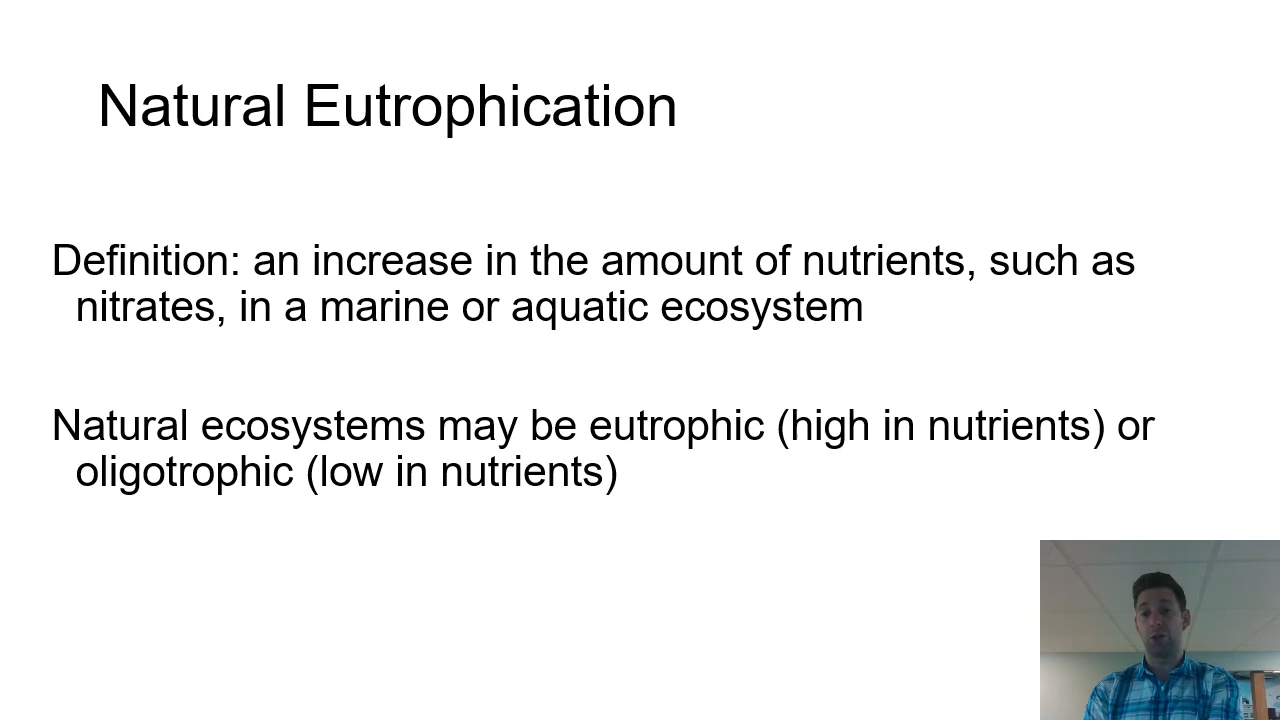 Natural Eutrophication
Definition: an increase in the amount of nutrients, such as
nitrates, in a marine or aquatic ecosystem
Natural ecosystems may be eutrophic (high in nutrients) or
oligotrophic (low in nutrients)